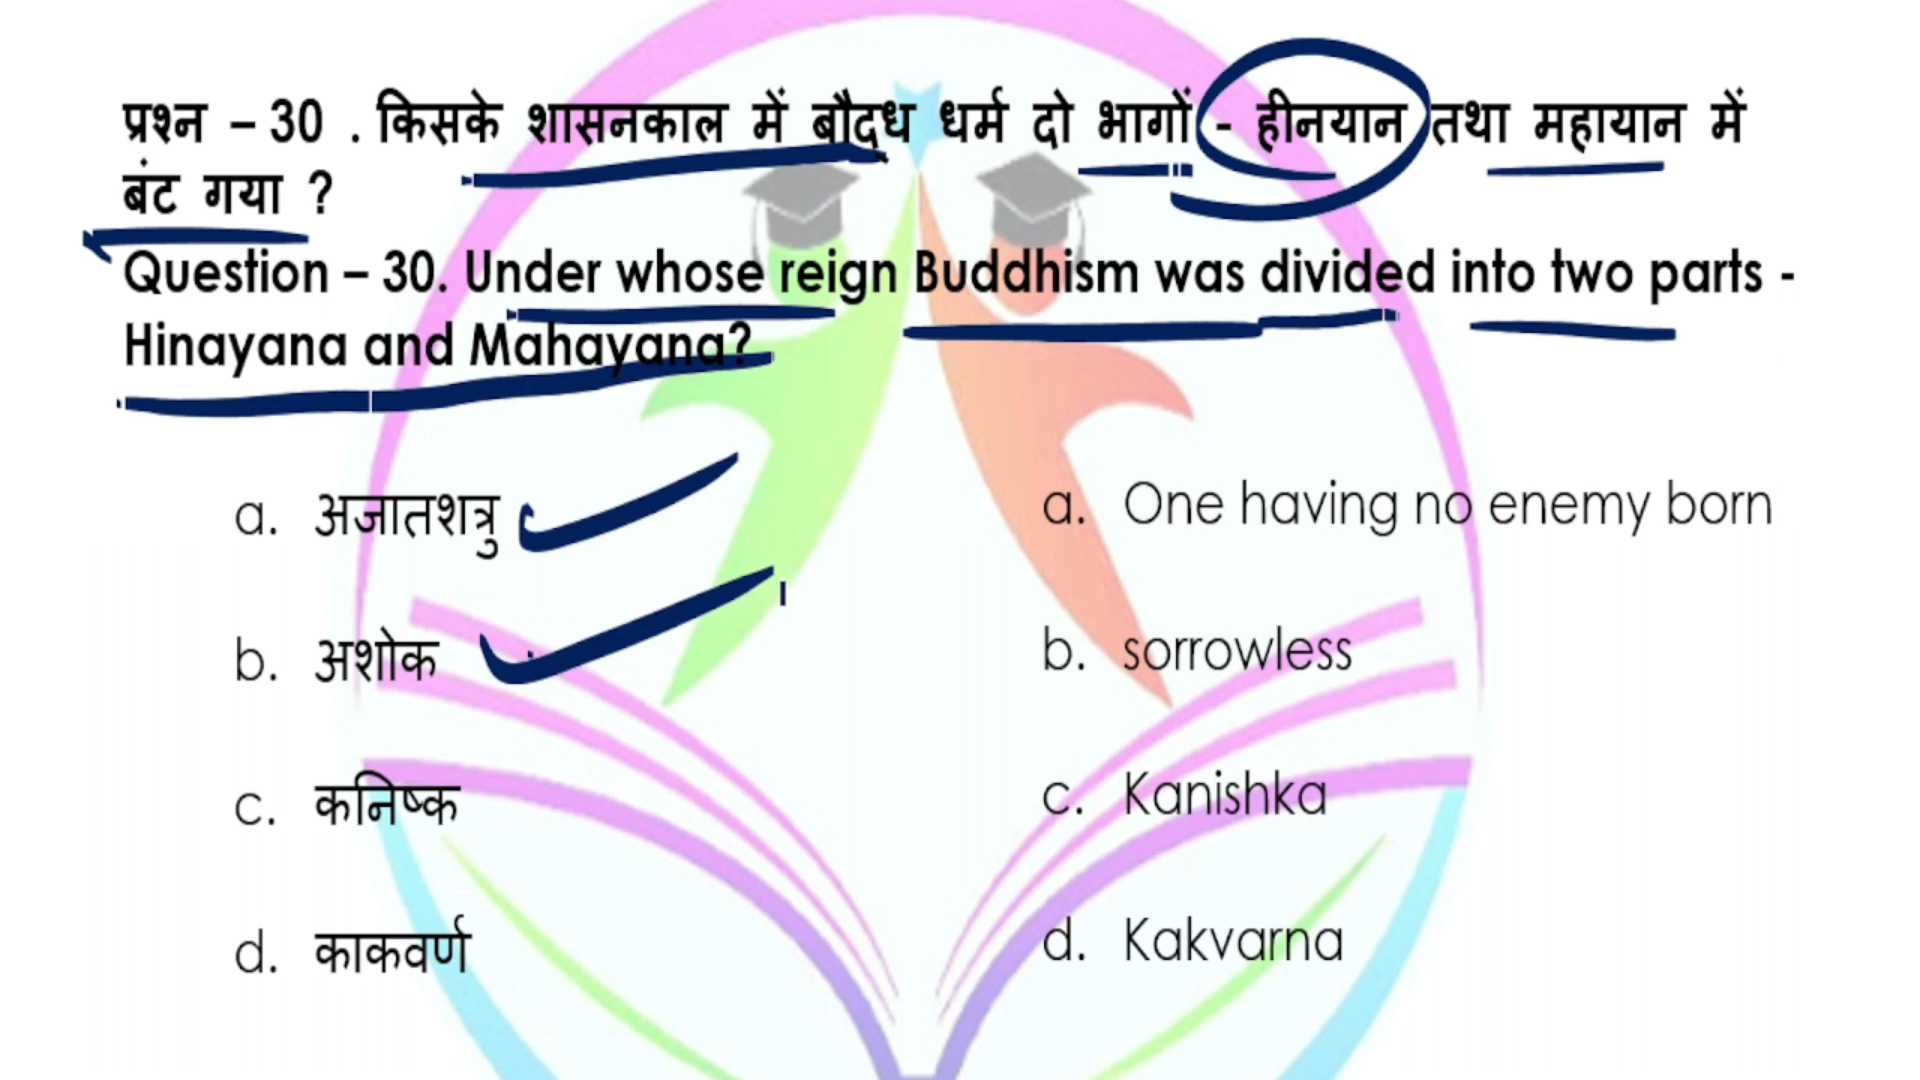 प्रश्न – 30 . किसके शासनकाल में बौद्ध धर्म दो भागों - हीनयान तथा महायान में
बंट गया ?
Question – 30. Under whose reign Buddhism was divided into two parts -
Hinayana and Mahayana?
a. अजातशत्रु
b. अशोक
c. कनिष्क
d. काकवर्ण
a. One having no enemy born
b. sorrowless
c. Kanishka
d. Kakvarna